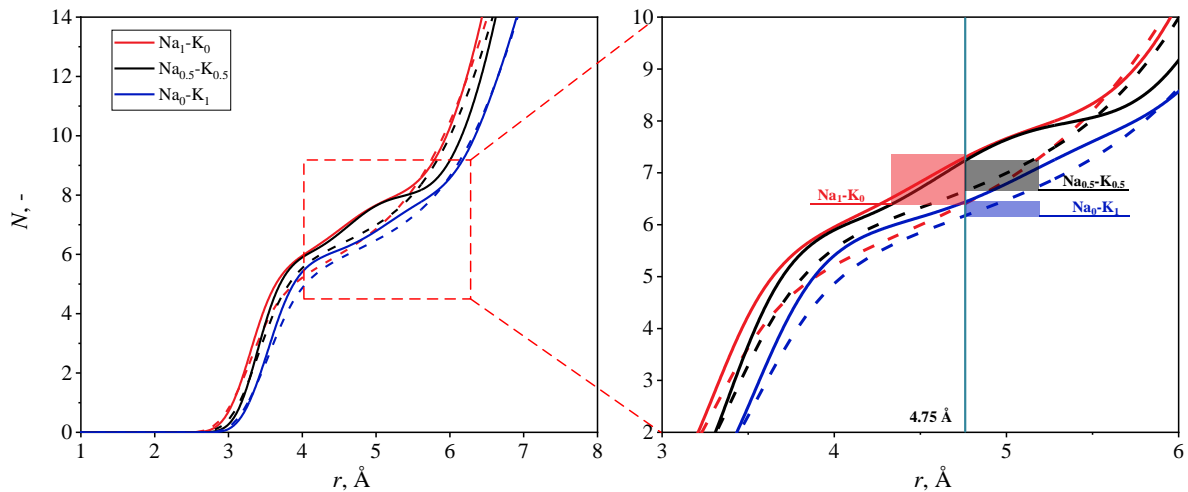 14
12
10
8
6
4
2
0
N, -
1 2 3 4 5 6 7 8
r, Å
Na₁-K₀
Na₀.₅-K₀.₅
Na₀-K₁
10
9
8
7
6
5
4
3
2
3 4 5 6
r, Å
Na₁-K₀
Na₀.₅-K₀.₅
Na₀-K₁
4.75 Å